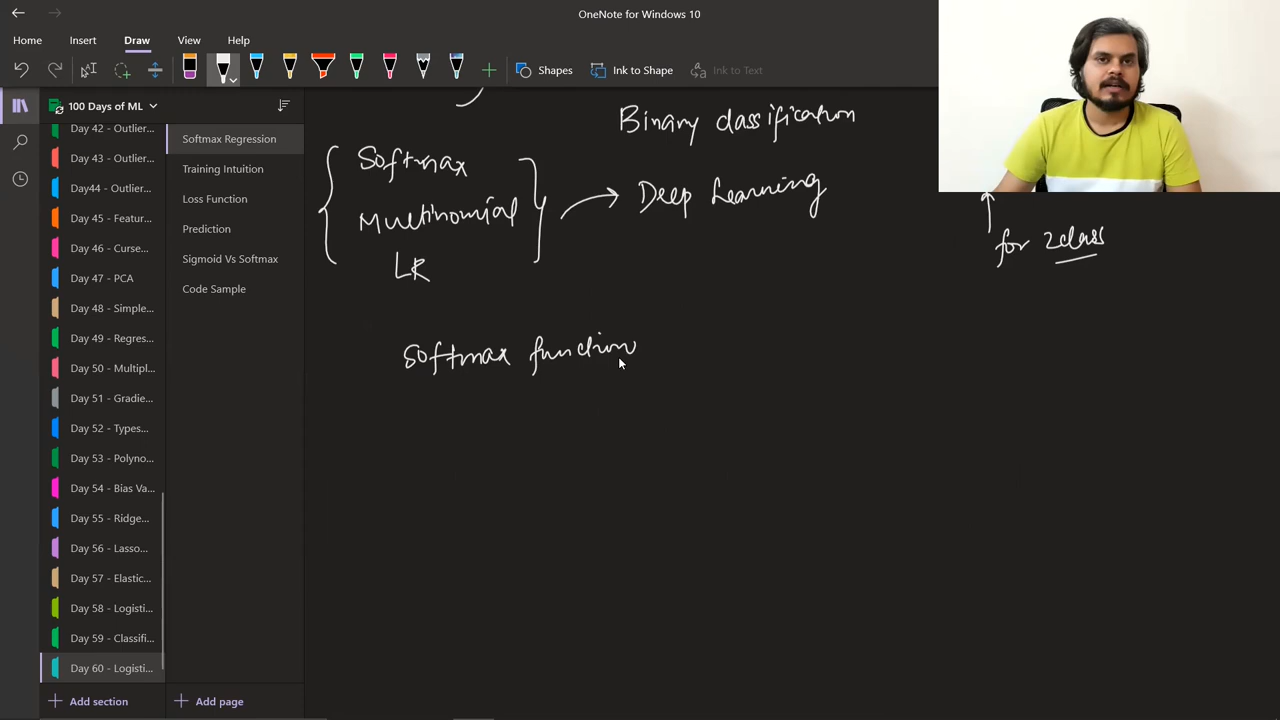 OneNote for Windows 10
Home Insert Draw View Help
Shapes Ink to Shape Ink to Text
100 Days of ML
Day 42 - Outlier...
Day 43 - Outlier...
Day44 - Outlier...
Day 45 - Featur...
Day 46 - Curse...
Day 47 - PCA
Day 48 - Simple...
Day 49 - Regres...
Day 50 - Multipl...
Day 51 - Gradie...
Day 52 - Types...
Day 53 - Polyno...
Day 54 - Bias Va...
Day 55 - Ridge...
Day 56 - Lasso...
Day 57 - Elastic...
Day 58 - Logisti...
Day 59 - Classifi...
Day 60 - Logisti...
Add section
Softmax Regression
Training Intuition
Loss Function
Prediction
Sigmoid Vs Softmax
Code Sample
Add page
Binary classification
Softmax
Multinomial
LR
Deep Learning
for 2 class
Softmax function